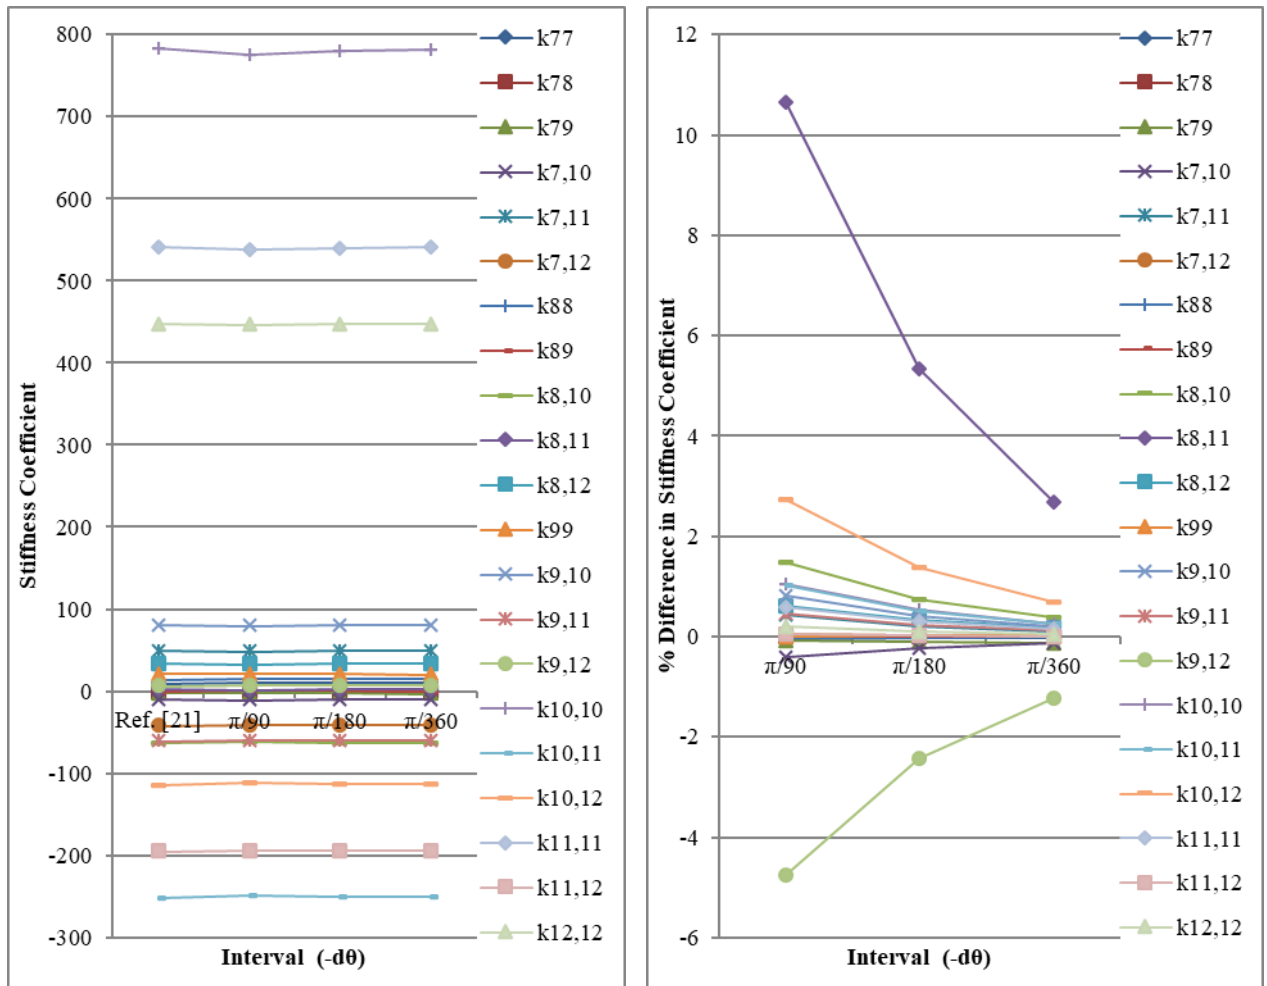 800
700
600
500
400
300
200
100
0
-100
-200
-300
Stiffness Coefficient
Ref. [21] π/90 π/180 π/360
Interval (-dθ)
k77
k78
k79
k7,10
k7,11
k7,12
k88
k89
k8,10
k8,11
k8,12
k99
k9,10
k9,11
k9,12
k10,10
k10,11
k10,12
k11,11
k11,12
k12,12
12
10
8
6
4
2
0
-2
-4
-6
% Difference in Stiffness Coefficient
π/90 π/180 π/360
Interval (-dθ)
k77
k78
k79
k7,10
k7,11
k7,12
k88
k89
k8,10
k8,11
k8,12
k99
k9,10
k9,11
k9,12
k10,10
k10,11
k10,12
k11,11
k11,12
k12,12